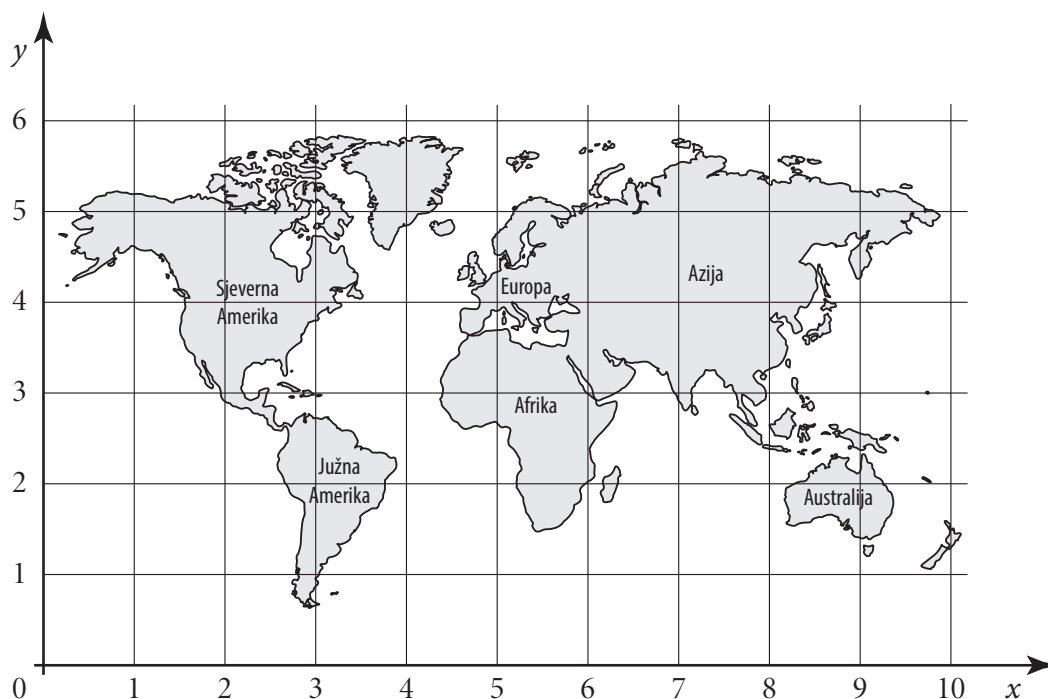 y
6
5
4
3
2
1
0
1 2 3 4 5 6 7 8 9 10 x
Sjeverna
Amerika
Europa
Azija
Afrika
Južna
Amerika
Australija